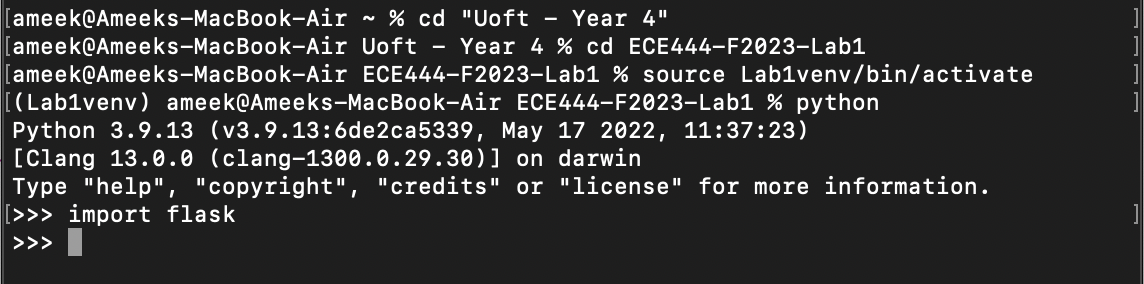 [ameek@Ameeks-MacBook-Air ~ % cd "Uoft - Year 4" ]
[ameek@Ameeks-MacBook-Air Uoft - Year 4 % cd ECE444-F2023-Lab1 ]
[ameek@Ameeks-MacBook-Air ECE444-F2023-Lab1 % source Lab1venv/bin/activate ]
[(Lab1venv) ameek@Ameeks-MacBook-Air ECE444-F2023-Lab1 % python ]
Python 3.9.13 (v3.9.13:6de2ca5339, May 17 2022, 11:37:23)
[Clang 13.0.0 (clang-1300.0.29.30)] on darwin
Type "help", "copyright", "credits" or "license" for more information.
[>>> import flask ]
>>>